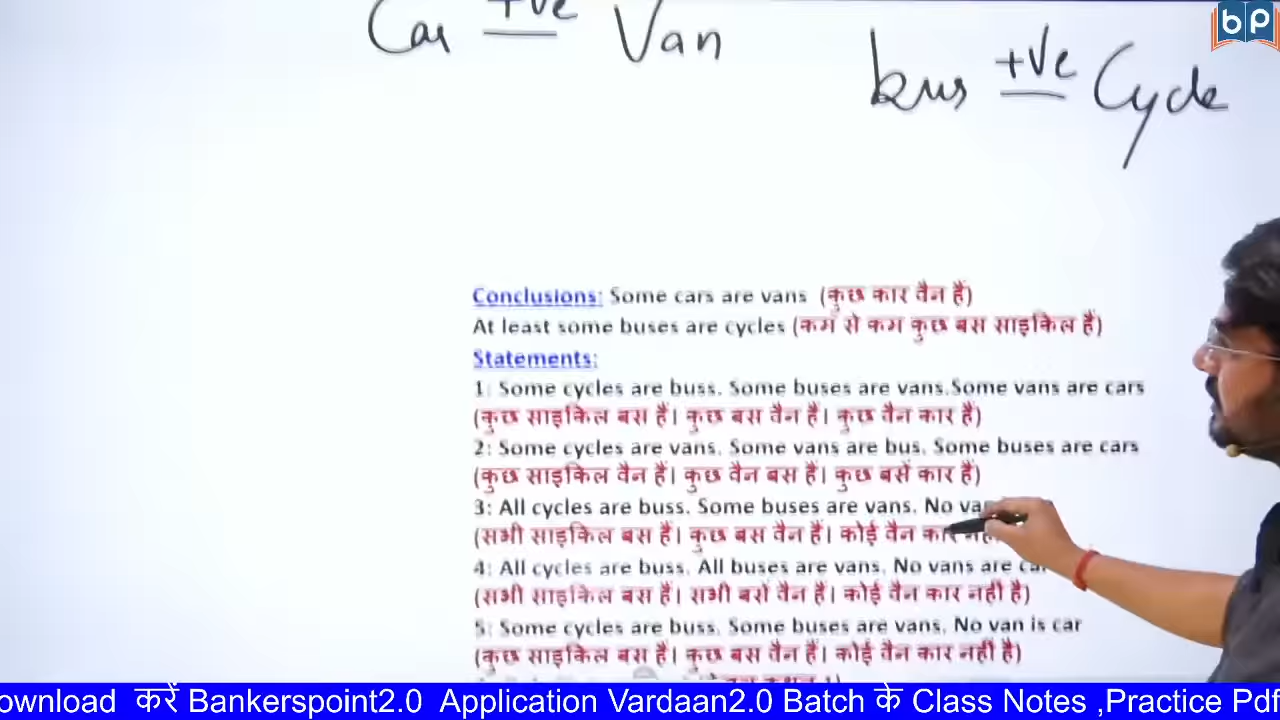 Car +ve Van
bus +ve Cycle
bp
Conclusions: Some cars are vans (कुछ कार वैन हैं)
At least some buses are cycles (कम से कम कुछ बस साइकिल हैं)
Statements:
1: Some cycles are buss. Some buses are vans.Some vans are cars
(कुछ साइकिल बस हैं। कुछ बस वैन हैं। कुछ वैन कार हैं)
2: Some cycles are vans. Some vans are bus. Some buses are cars
(कुछ साइकिल वैन हैं। कुछ वैन बस हैं। कुछ बसें कार हैं)
3: All cycles are buss. Some buses are vans. No
(सभी साइकिल बस हैं। कुछ बस वैन हैं। कोई वैन कार
4: All cycles are buss. All buses are vans. No vans are
(सभी साइकिल बस हैं। सभी बसें वैन हैं। कोई वैन कार नहीं है)
5: Some cycles are buss. Some buses are vans. No van is car
(कुछ साइकिल बस हैं। कुछ बस वैन हैं। कोई वैन कार नहीं है)
ownload करें Bankerspoint2.0 Application Vardaan2.0 Batch के Class Notes ,Practice Pdf